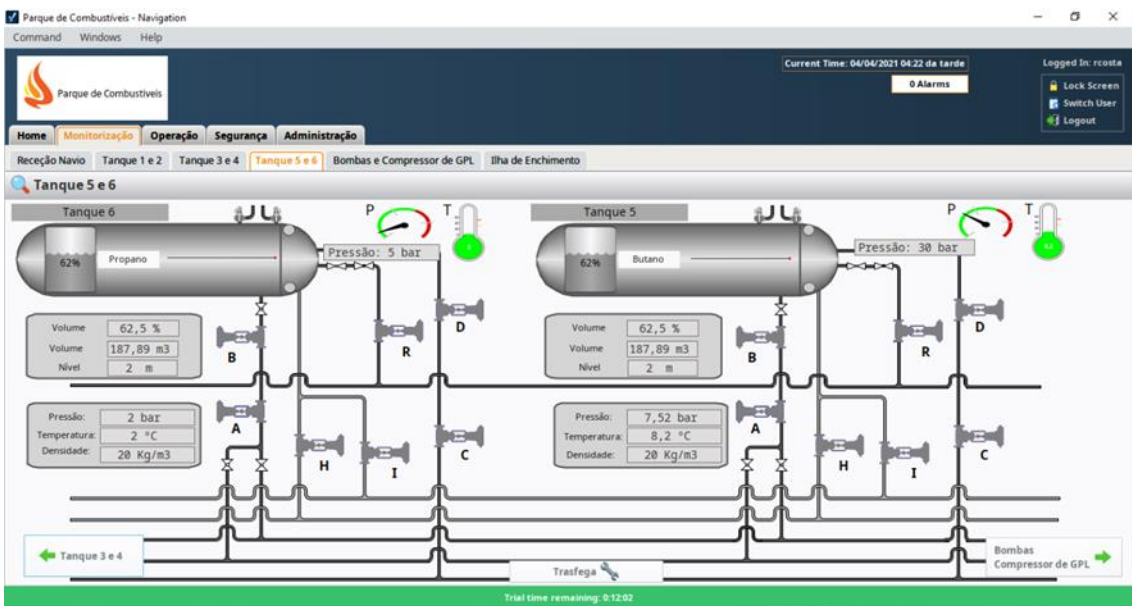 Parque de Combustíveis - Navigation
Command Windows Help
Current Time: 04/04/2021 04:22 da tarde
Logged In: rcosta
0 Alarms
Lock Screen
Switch User
Logout
Parque de Combustiveis
Home Monitorização Operação Segurança Administração
Receção Navio Tanque 1 e 2 Tanque 3 e 4 Tanque 5 e 6 Bombas e Compressor de GPL Ilha de Enchimento
Tanque 5 e 6
Tanque 6 P T Tanque 5 P T
Pressão: 5 bar Pressão: 30 bar
62% Propano 62% Butano
D D
Volume 62,5 % Volume 62,5 %
B R B R
Volume 187,89 m3 Volume 187,89 m3
Nível 2 m Nível 2 m
Pressão: 2 bar Pressão: 7,52 bar
A A
Temperatura: 2 °C Temperatura: 8,2 °C
Densidade: 20 Kg/m3 Densidade: 20 Kg/m3
H I C H I C
Tanque 3 e 4
Trasfega
Bombas
Compressor de GPL
Trial time remaining: 0:12:02